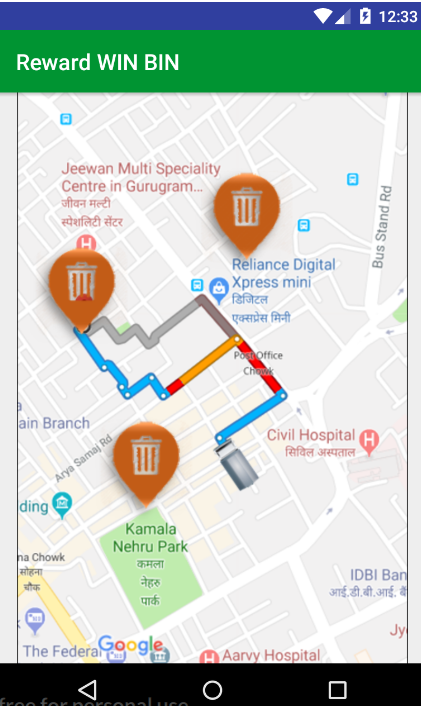 12:33
Reward WIN BIN
Jeewan Multi Speciality
Centre in Gurugram...
जीवन मल्टी
स्पेशलिटी सेंटर
Bus Stand Rd
Reliance Digital
Xpress mini
डिजिटल
एक्सप्रेस मिनी
Post Office
Chowk
ain Branch
Civil Hospital
सिविल अस्पताल
Arya Samaj Rd
ding
Kamala
Nehru Park
कमला
नेहरु
पार्क
na Chowk
सोहना
चौक
IDBI Ban
आई.डी.बी.आई. बैं
Jy
Google
The Federal
Aarvy Hospital
free for personal use